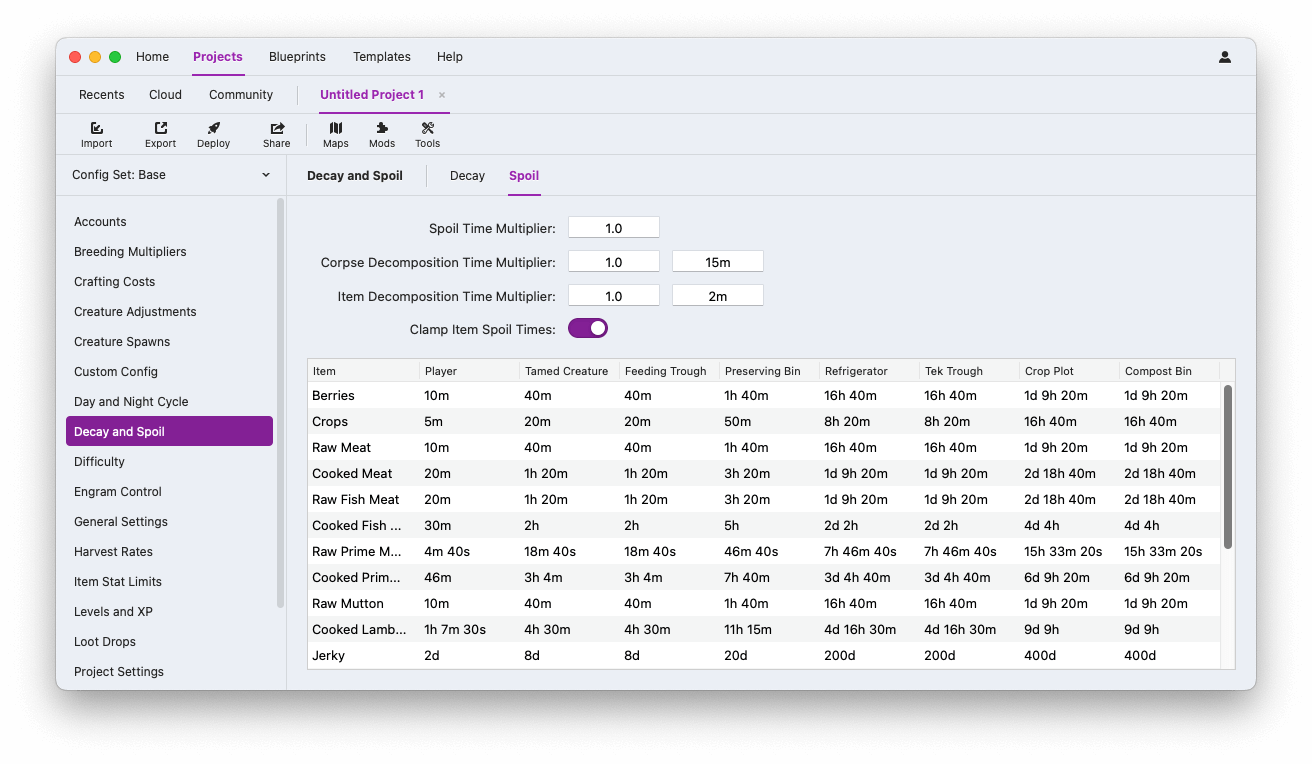 Home Projects Blueprints Templates Help
Recents Cloud Community Untitled Project 1 ×
Import Export Deploy Share Maps Mods Tools
Config Set: Base
Decay and Spoil Decay Spoil
Accounts
Breeding Multipliers
Crafting Costs
Creature Adjustments
Creature Spawns
Custom Config
Day and Night Cycle
Decay and Spoil
Difficulty
Engram Control
General Settings
Harvest Rates
Item Stat Limits
Levels and XP
Loot Drops
Project Settings
Spoil Time Multiplier: 1.0
Corpse Decomposition Time Multiplier: 1.0 15m
Item Decomposition Time Multiplier: 1.0 2m
Clamp Item Spoil Times:
Item Player Tamed Creature Feeding Trough Preserving Bin Refrigerator Tek Trough Crop Plot Compost Bin
Berries 10m 40m 40m 1h 40m 16h 40m 16h 40m 1d 9h 20m 1d 9h 20m
Crops 5m 20m 20m 50m 8h 20m 8h 20m 16h 40m 16h 40m
Raw Meat 10m 40m 40m 1h 40m 16h 40m 16h 40m 1d 9h 20m 1d 9h 20m
Cooked Meat 20m 1h 20m 1h 20m 3h 20m 1d 9h 20m 1d 9h 20m 2d 18h 40m 2d 18h 40m
Raw Fish Meat 20m 1h 20m 1h 20m 3h 20m 1d 9h 20m 1d 9h 20m 2d 18h 40m 2d 18h 40m
Cooked Fish ... 30m 2h 2h 5h 2d 2h 2d 2h 4d 4h 4d 4h
Raw Prime M... 4m 40s 18m 40s 18m 40s 46m 40s 7h 46m 40s 7h 46m 40s 15h 33m 20s 15h 33m 20s
Cooked Prim... 46m 3h 4m 3h 4m 7h 40m 3d 4h 40m 3d 4h 40m 6d 9h 20m 6d 9h 20m
Raw Mutton 10m 40m 40m 1h 40m 16h 40m 16h 40m 1d 9h 20m 1d 9h 20m
Cooked Lamb... 1h 7m 30s 4h 30m 4h 30m 11h 15m 4d 16h 30m 4d 16h 30m 9d 9h 9d 9h
Jerky 2d 8d 8d 20d 200d 200d 400d 400d